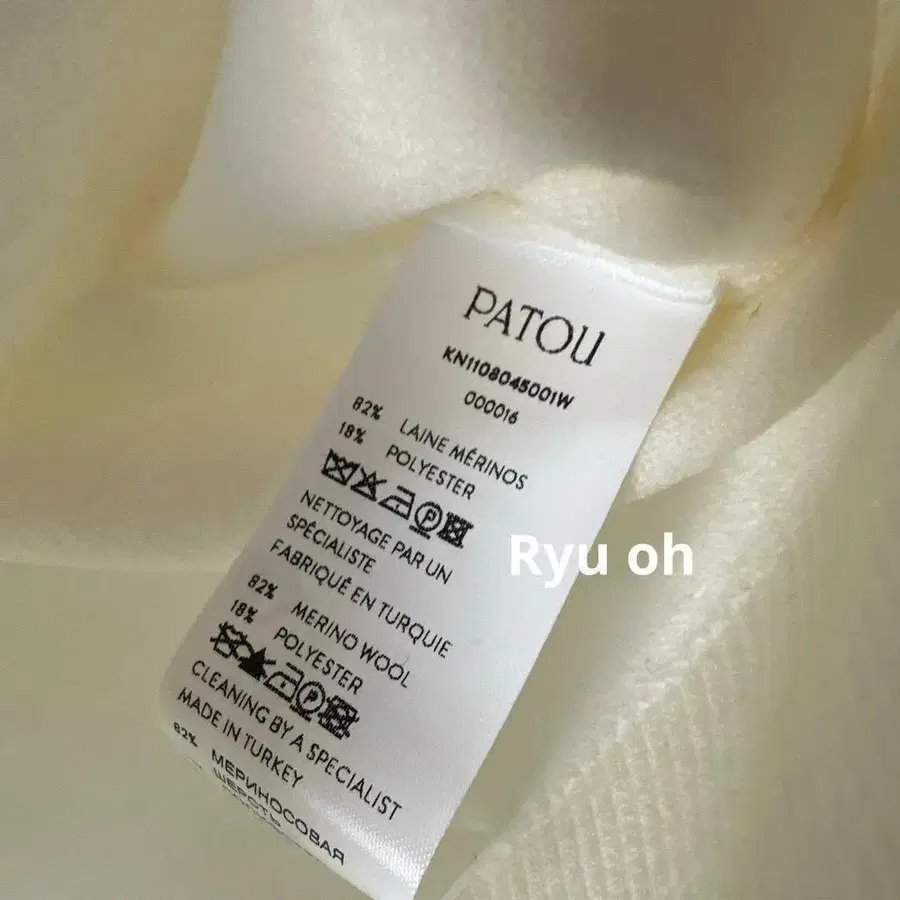 PATOU
KN1108045001W
000016
82% LAINE MÉRINOS
18% POLYESTER
NETTOYAGE PAR UN
SPÉCIALISTE
FABRIQUÉ EN TURQUIE
82% MERINO WOOL
18% POLYESTER
CLEANING BY A SPECIALIST
MADE IN TURKEY
82% МЕРИНОСОВАЯ
ШЕРСТЬ
Ryu oh